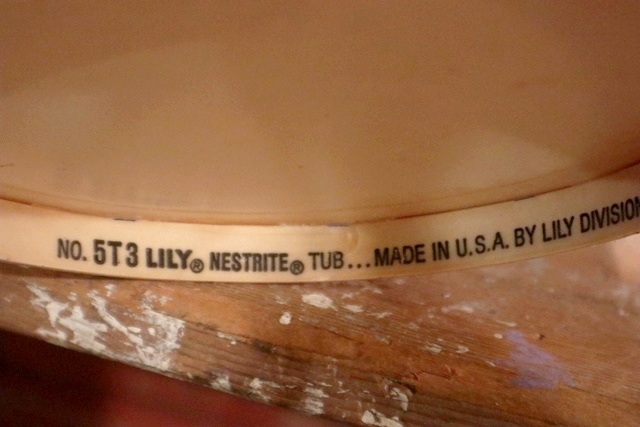 NO. 5T3 LILY® NESTRITE® TUB...MADE IN U.S.A. BY LILY DIVISION